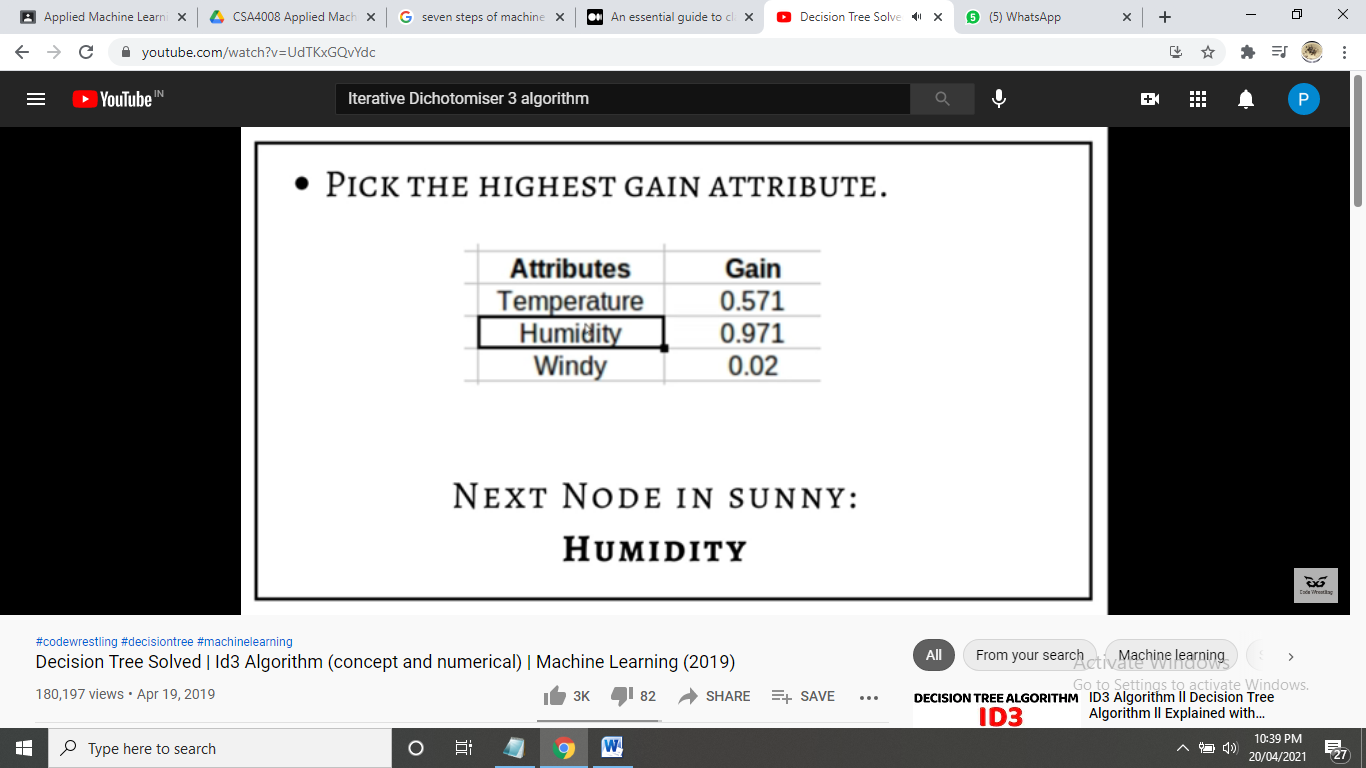 Applied Machine Learn
CSA4008 Applied Mach
seven steps of machine
An essential guide to cl
Decision Tree Solve
(5) WhatsApp
youtube.com/watch?v=UdTKxGQvYdc
YouTube IN
Iterative Dichotomiser 3 algorithm
P
• PICK THE HIGHEST GAIN ATTRIBUTE.
Attributes Gain
Temperature 0.571
Humidity 0.971
Windy 0.02
NEXT NODE IN SUNNY:
HUMIDITY
Code Wrestling
#codewrestling #decisiontree #machinelearning
Decision Tree Solved | Id3 Algorithm (concept and numerical) | Machine Learning (2019)
180,197 views • Apr 19, 2019
3K 82 SHARE SAVE
All From your search Machine learning
Activate Windows
Go to Settings to activate Windows.
DECISION TREE ALGORITHM
ID3
ID3 Algorithm ll Decision Tree
Algorithm ll Explained with...
Type here to search
10:39 PM
20/04/2021
27